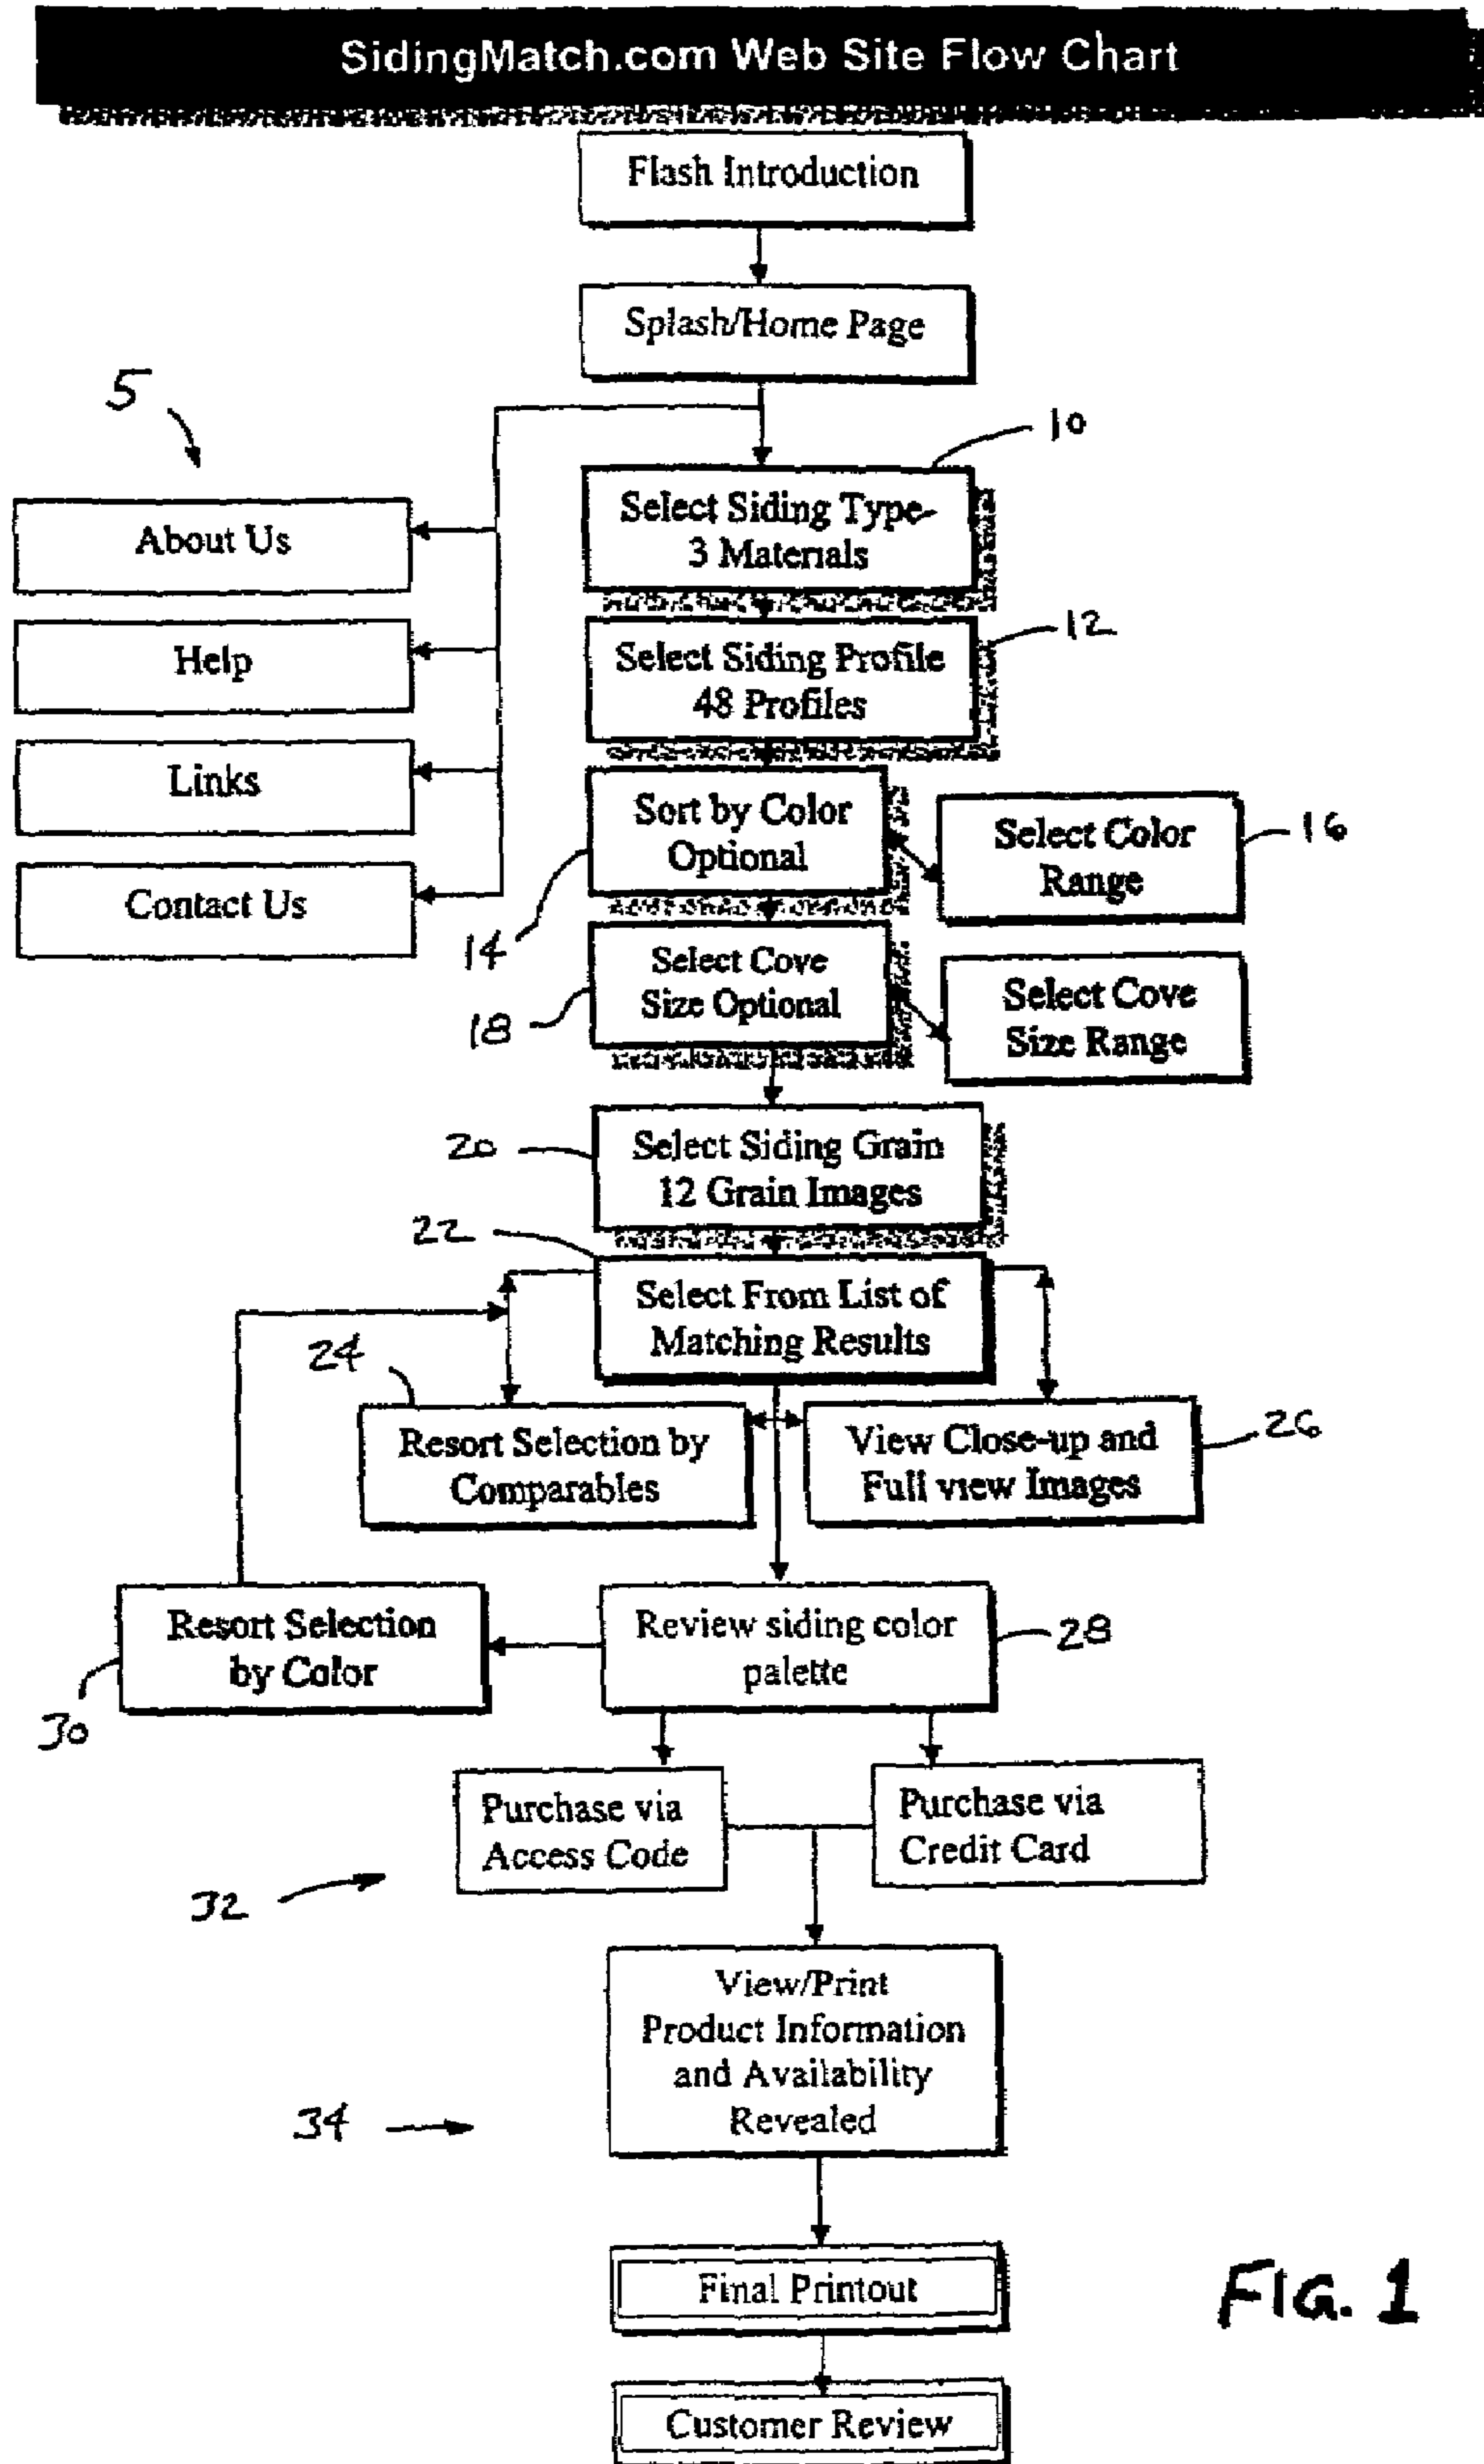 SidingMatch.com Web Site Flow Chart
Flash Introduction
Splash/Home Page
5
10
Select Siding Type-
3 Materials
About Us
12
Help
Select Siding Profile
48 Profiles
Links
Sort by Color
Optional
Select Color
Range
16
Contact Us
14
Select Cove
Size Optional
18
Select Cove
Size Range
20
Select Siding Grain
12 Grain Images
22
Select From List of
Matching Results
24
Resort Selection by
Comparables
View Close-up and
Full view Images
26
Resort Selection
by Color
30
Review siding color
palette
28
Purchase via
Access Code
Purchase via
Credit Card
32
View/Print
Product Information
and Availability
Revealed
34
Final Printout
FIG. 1
Customer Review